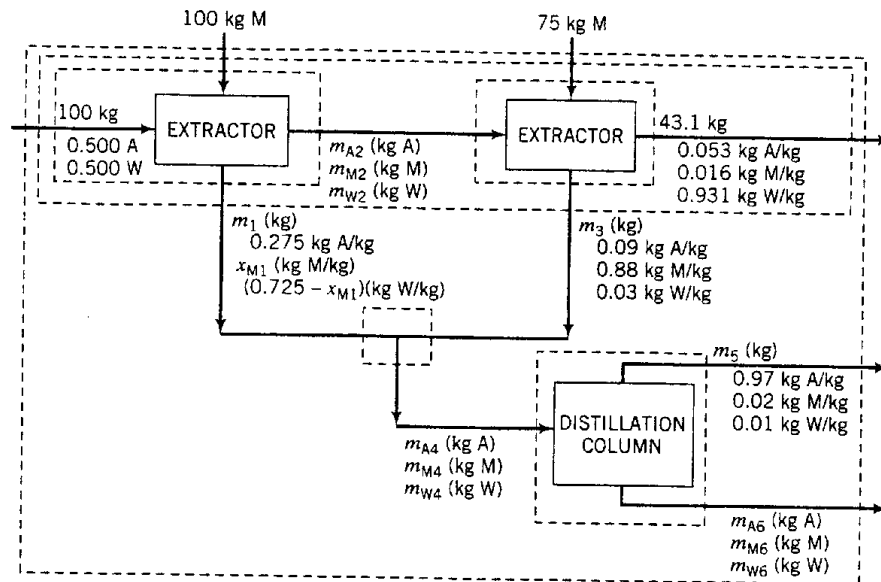 100 kg M
75 kg M
100 kg
0.500 A
0.500 W
EXTRACTOR
m_A2 (kg A)
m_M2 (kg M)
m_W2 (kg W)
EXTRACTOR
43.1 kg
0.053 kg A/kg
0.016 kg M/kg
0.931 kg W/kg
m_1 (kg)
0.275 kg A/kg
x_M1 (kg M/kg)
(0.725 − x_M1)(kg W/kg)
m_3 (kg)
0.09 kg A/kg
0.88 kg M/kg
0.03 kg W/kg
m_A4 (kg A)
m_M4 (kg M)
m_W4 (kg W)
DISTILLATION
COLUMN
m_5 (kg)
0.97 kg A/kg
0.02 kg M/kg
0.01 kg W/kg
m_A6 (kg A)
m_M6 (kg M)
m_W6 (kg W)